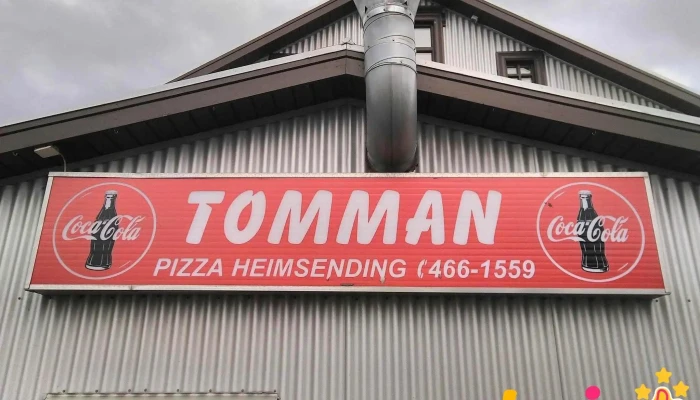 TOMMAN
Coca-Cola
Coca-Cola
PIZZA HEIMSENDING 466-1559